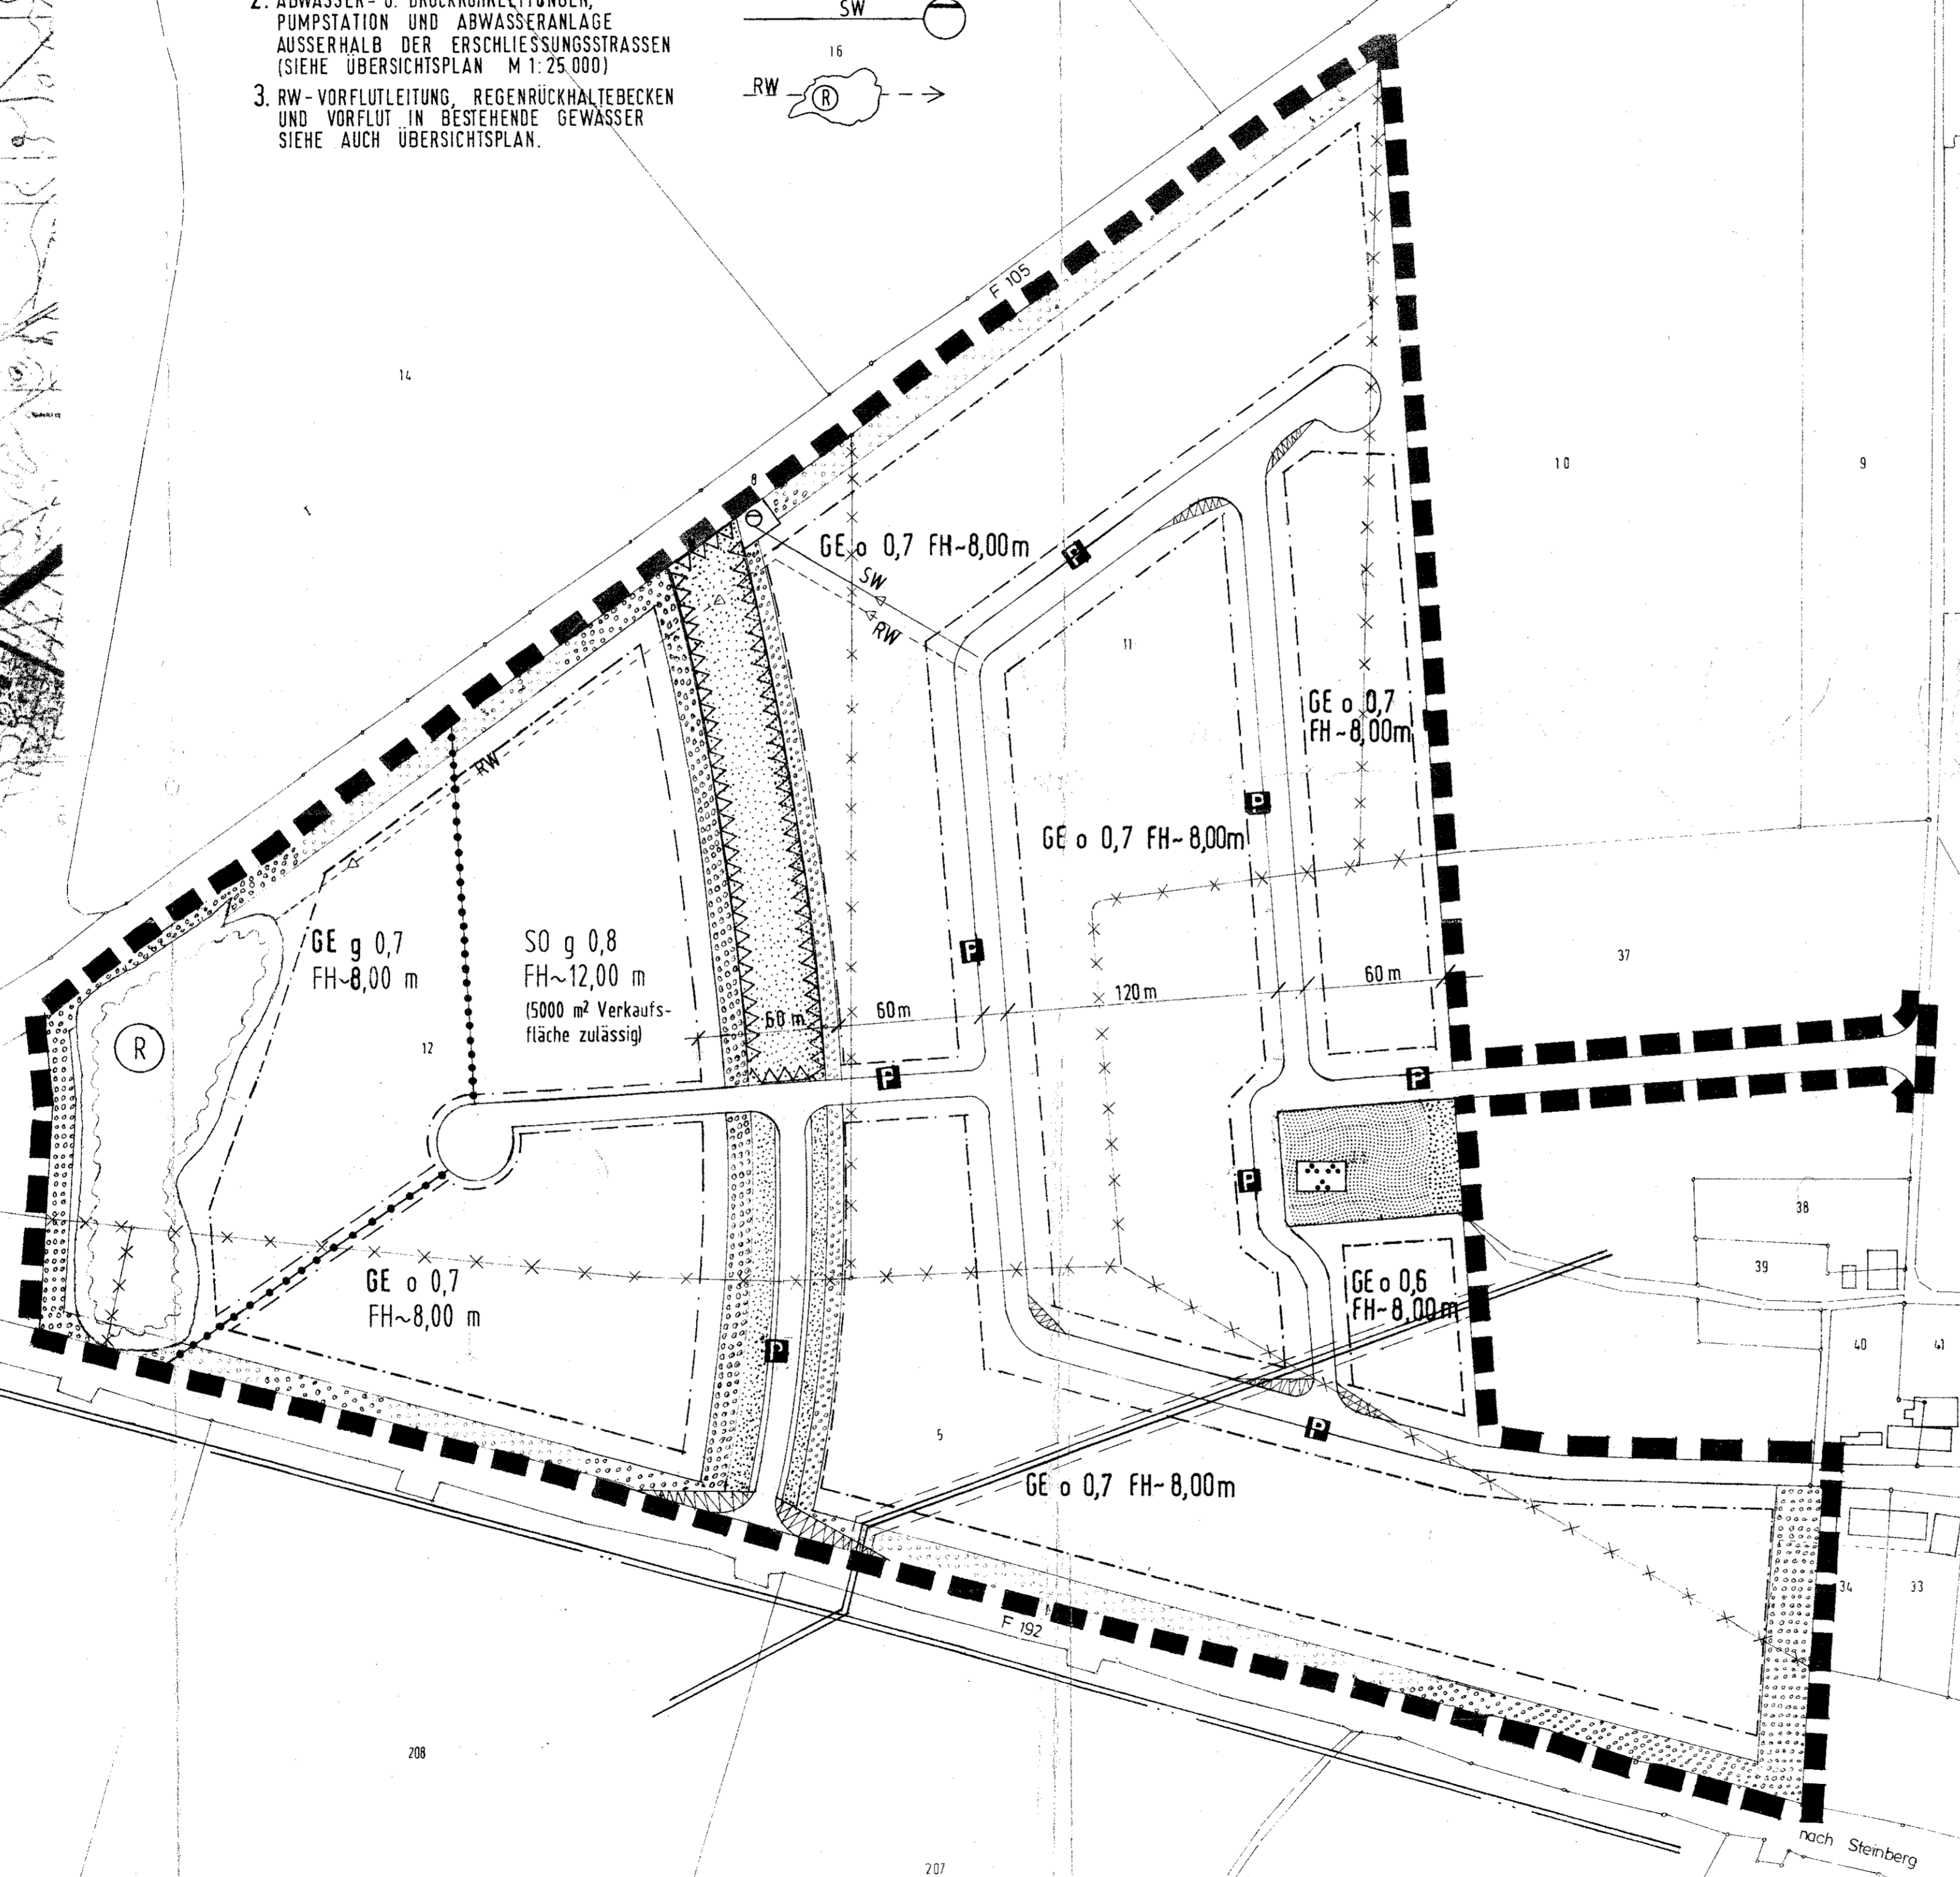 2. ABWASSER- U. DRUCKROHRLEITUNGEN,
PUMPSTATION UND ABWASSERANLAGE
AUSSERHALB DER ERSCHLIESSUNGSSTRASSEN
(SIEHE ÜBERSICHTSPLAN M 1:25.000)
3. RW-VORFLUTLEITUNG, REGENRÜCKHALTEBECKEN
UND VORFLUT IN BESTEHENDE GEWÄSSER
SIEHE AUCH ÜBERSICHTSPLAN.
SW
16
RW
R
F 105
14
10
9
8
GE o 0,7 FH~8,00m
P
SW
RW
11
GE o 0,7
FH~8,00m
RW
P
GE o 0,7 FH~8,00m
GE g 0,7
FH~8,00 m
SO g 0,8
FH~12,00 m
(5000 m² Verkaufs-
fläche zulässig)
P
37
60 m
60m
120m
60m
R
12
P
P
P
38
39
GE o 0,7
FH~8,00 m
GE o 0,6
FH~8,00m
P
40
41
5
P
GE o 0,7 FH~8,00m
34
33
F 192
208
207
nach Steinberg